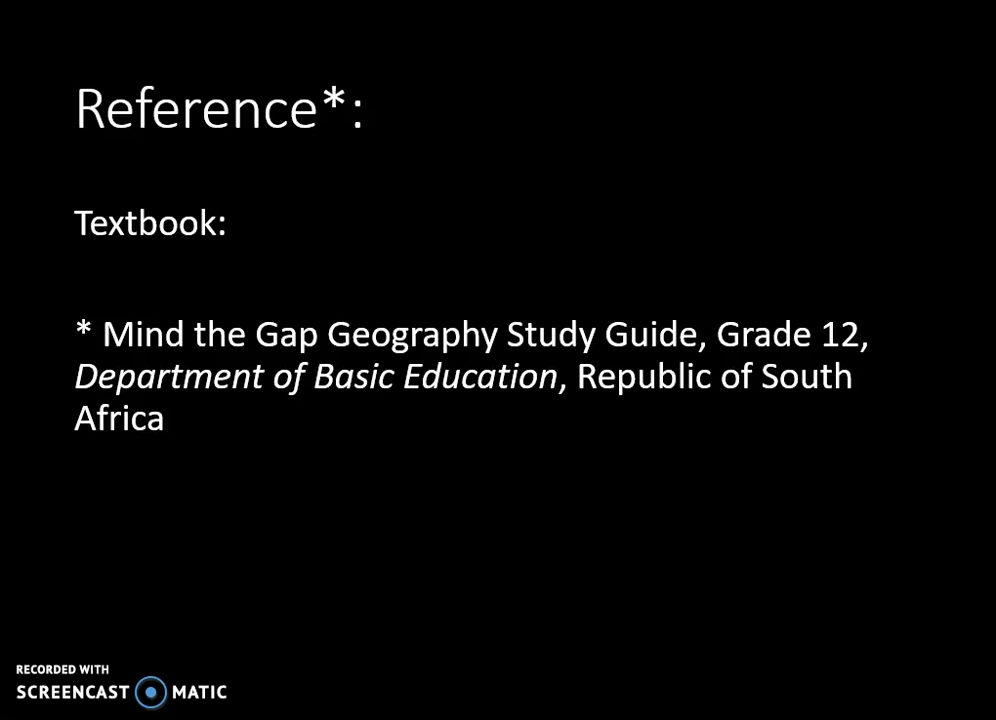 Reference*:
Textbook:
* Mind the Gap Geography Study Guide, Grade 12,
Department of Basic Education, Republic of South
Africa
RECORDED WITH
SCREENCAST MATIC